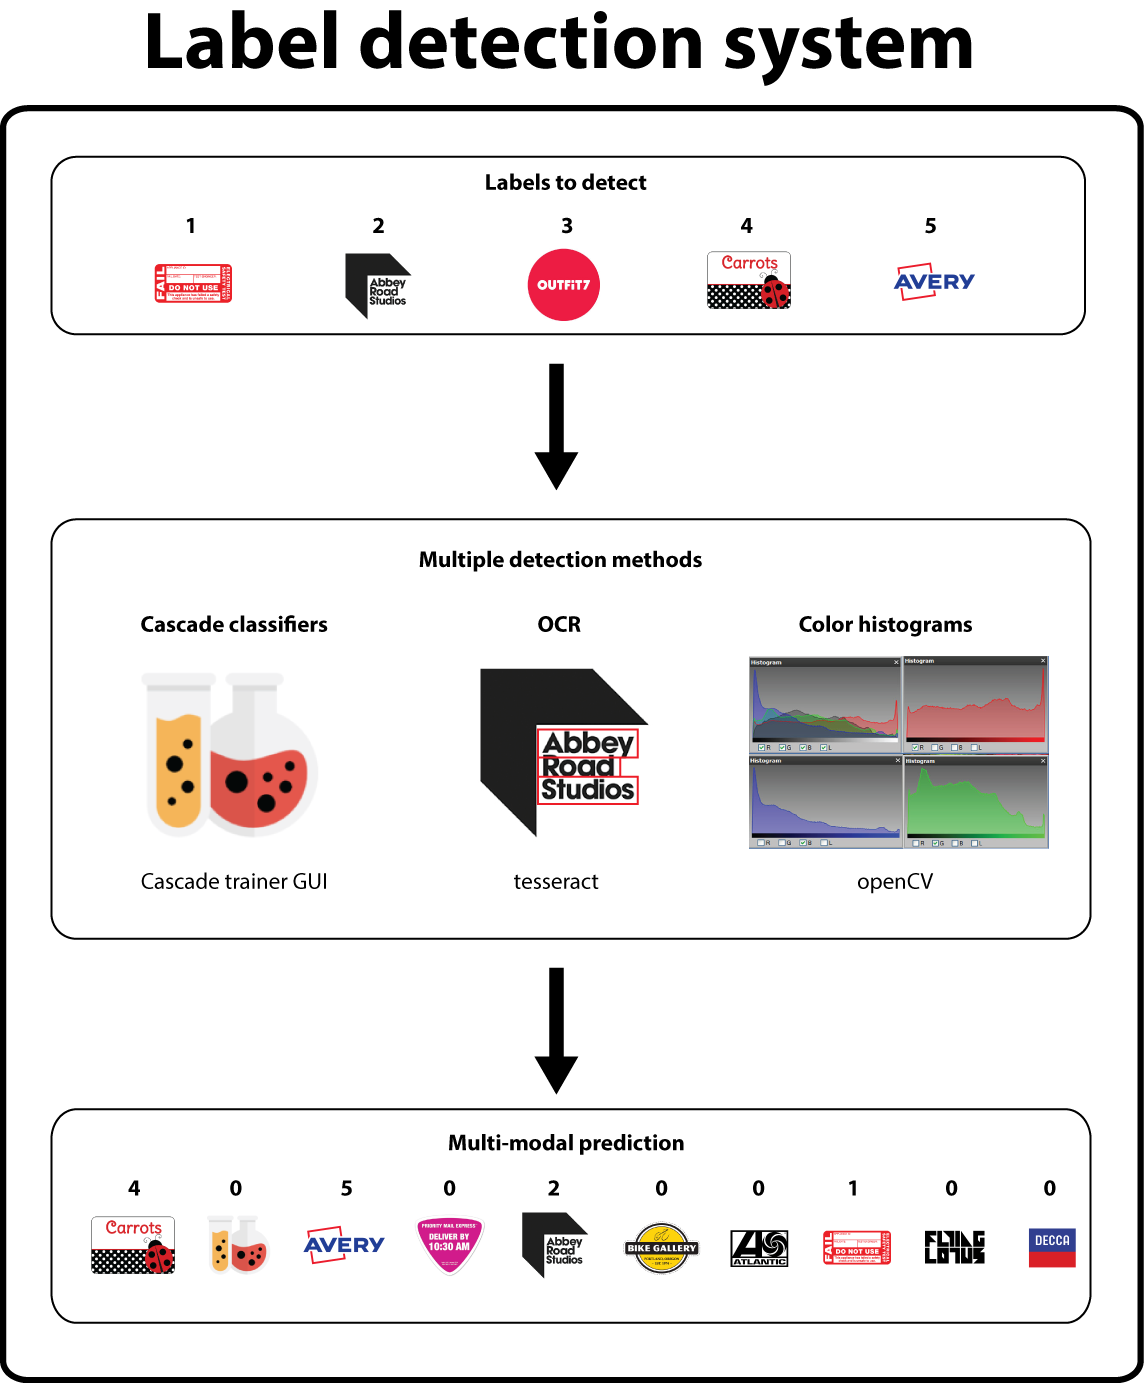 Label detection system
Labels to detect
1 2 3 4 5
FAIL
DO NOT USE
Abbey
Road
Studios
OUTFiT7
Carrots
AVERY
Multiple detection methods
Cascade classifiers OCR Color histograms
Abbey
Road
Studios
Histogram ×
Histogram ×
R G B L
R G B L
Histogram ×
Histogram ×
R G B L
R G B L
Cascade trainer GUI tesseract openCV
Multi-modal prediction
4 0 5 0 2 0 0 1 0 0
Carrots
AVERY
PRIORITY MAIL EXPRESS
DELIVER BY
10:30 AM
Abbey
Road
Studios
BIKE GALLERY
ATLANTIC
FAIL
DO NOT USE
FLYING
LOTUS
DECCA